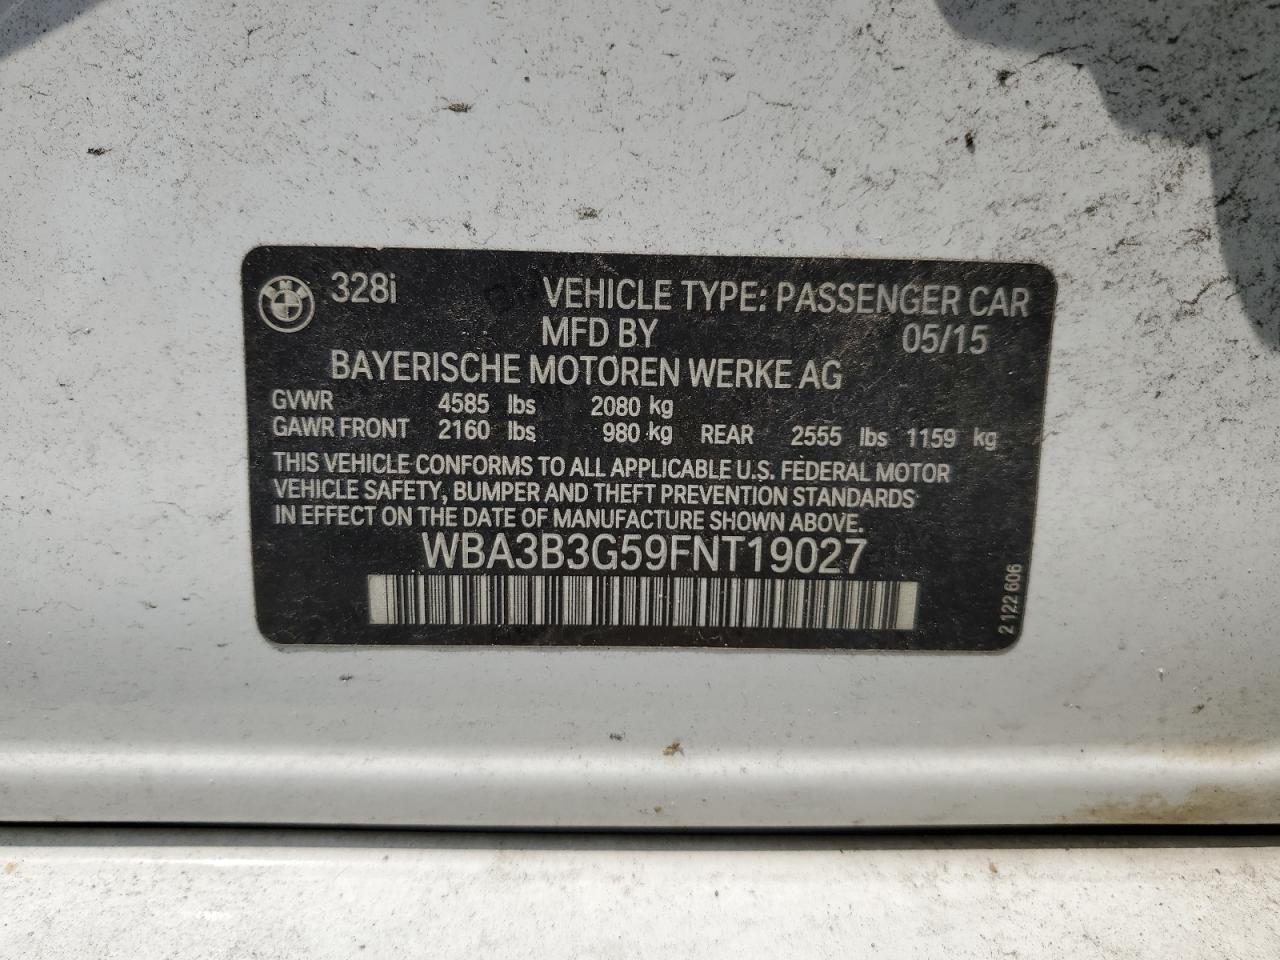 BMW 328i VEHICLE TYPE: PASSENGER CAR
MFD BY 05/15
BAYERISCHE MOTOREN WERKE AG
GVWR 4585 lbs 2080 kg
GAWR FRONT 2160 lbs 980 kg REAR 2555 lbs 1159 kg
THIS VEHICLE CONFORMS TO ALL APPLICABLE U.S. FEDERAL MOTOR
VEHICLE SAFETY, BUMPER AND THEFT PREVENTION STANDARDS
IN EFFECT ON THE DATE OF MANUFACTURE SHOWN ABOVE.
WBA3B3G59FNT19027
2 122 606